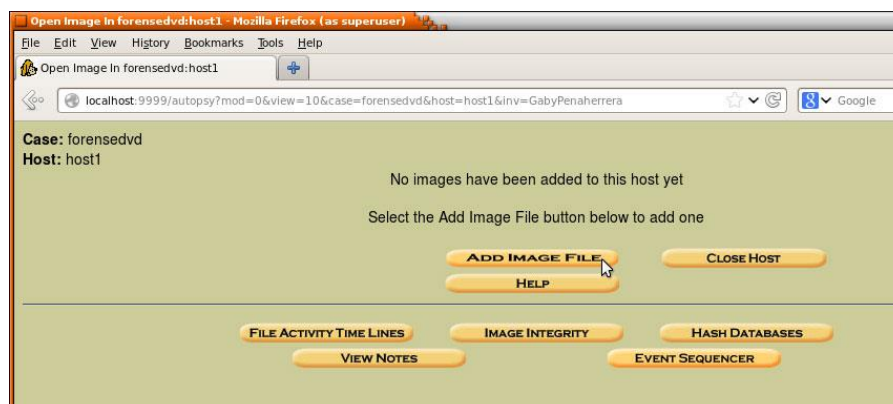 Open Image In forensedvd:host1 - Mozilla Firefox (as superuser)
File Edit View History Bookmarks Tools Help
Open Image In forensedvd:host1
localhost:9999/autopsy?mod=0&view=10&case=forensedvd&host=host1&inv=GabyPenaherrera
Google
Case: forensedvd
Host: host1
No images have been added to this host yet
Select the Add Image File button below to add one
ADD IMAGE FILE CLOSE HOST
HELP
FILE ACTIVITY TIME LINES IMAGE INTEGRITY HASH DATABASES
VIEW NOTES EVENT SEQUENCER